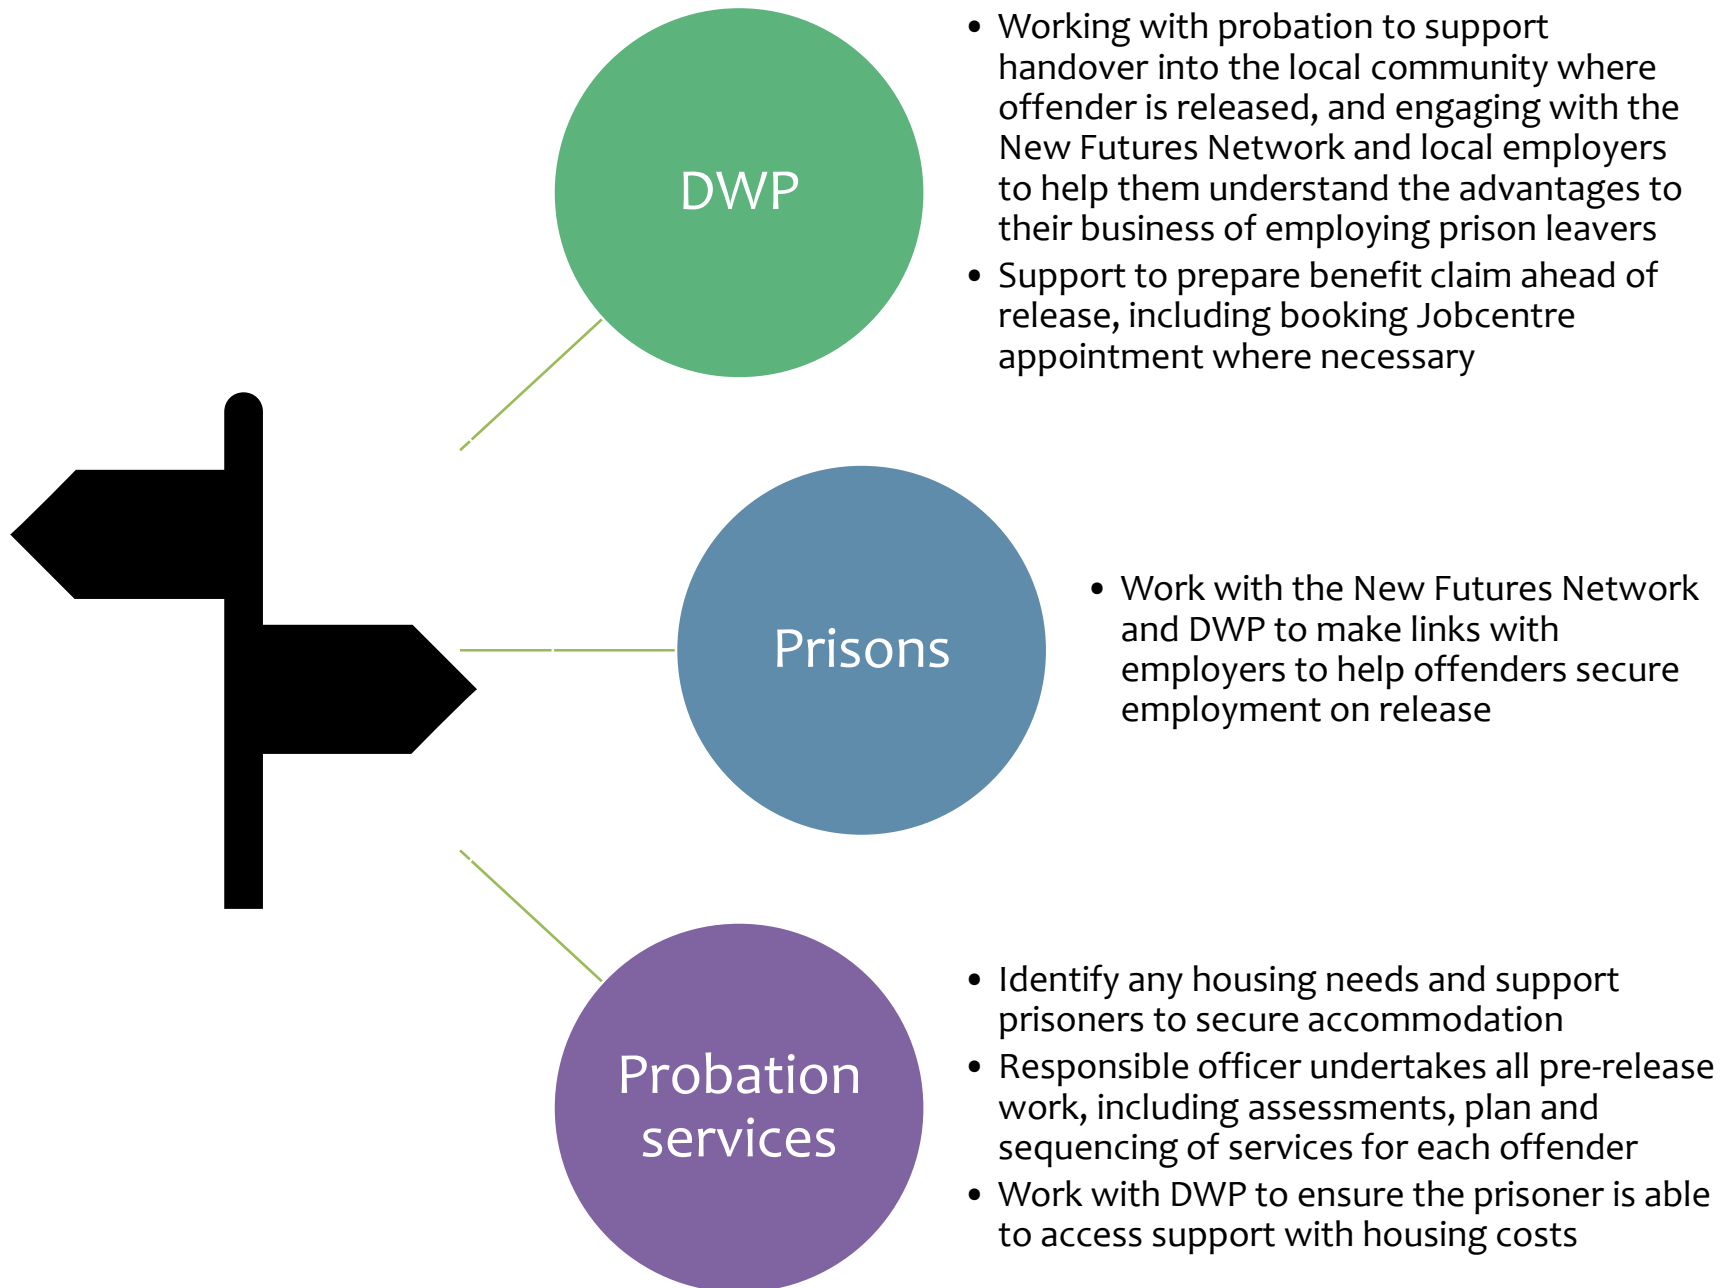 DWP
• Working with probation to support
handover into the local community where
offender is released, and engaging with the
New Futures Network and local employers
to help them understand the advantages to
their business of employing prison leavers
• Support to prepare benefit claim ahead of
release, including booking Jobcentre
appointment where necessary
Prisons
• Work with the New Futures Network
and DWP to make links with
employers to help offenders secure
employment on release
Probation
services
• Identify any housing needs and support
prisoners to secure accommodation
• Responsible officer undertakes all pre-release
work, including assessments, plan and
sequencing of services for each offender
• Work with DWP to ensure the prisoner is able
to access support with housing costs